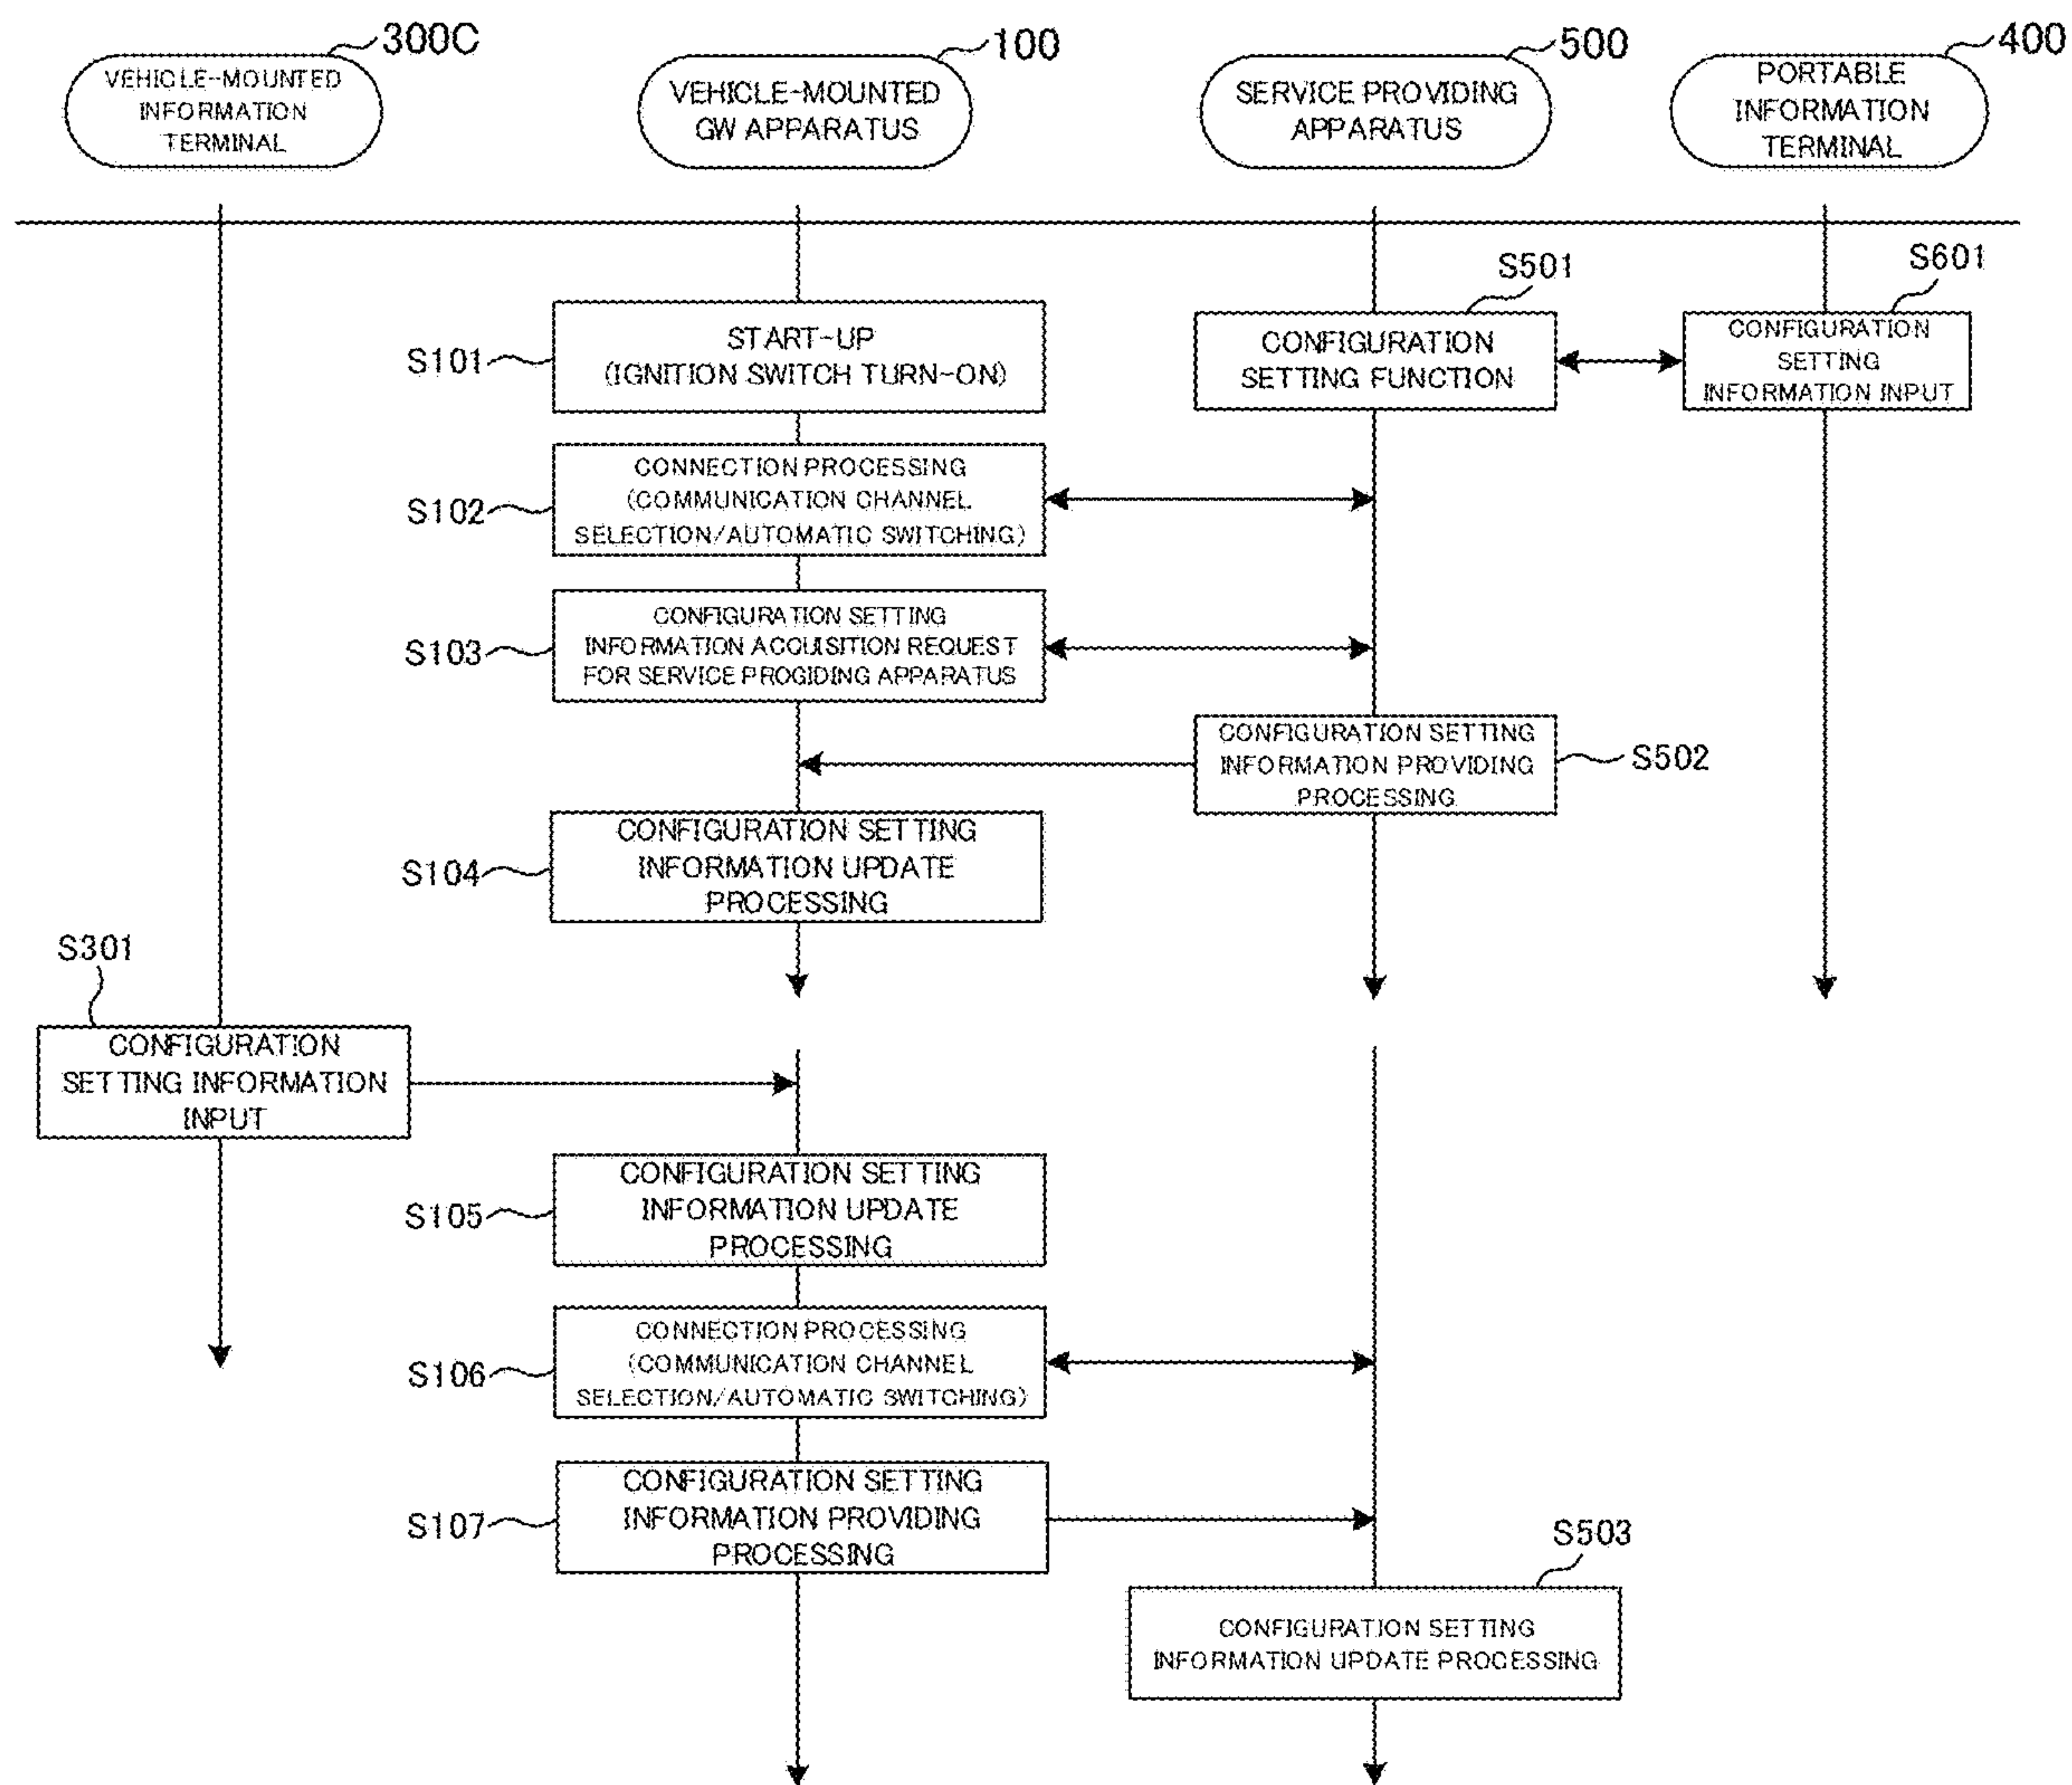 300C
VEHICLE-MOUNTED
INFORMATION
TERMINAL
100
VEHICLE-MOUNTED
GW APPARATUS
500
SERVICE PROVIDING
APPARATUS
400
PORTABLE
INFORMATION
TERMINAL
S101
START-UP
(IGNITION SWITCH TURN-ON)
S501
CONFIGURATION
SETTING FUNCTION
S601
CONFIGURATION
SETTING
INFORMATION INPUT
S102
CONNECTION PROCESSING
(COMMUNICATION CHANNEL
SELECTION/AUTOMATIC SWITCHING)
S103
CONFIGURATION SETTING
INFORMATION ACQUISITION REQUEST
FOR SERVICE PROGIDING APPARATUS
CONFIGURATION SETTING
INFORMATION PROVIDING
PROCESSING
S502
S104
CONFIGURATION SETTING
INFORMATION UPDATE
PROCESSING
S301
CONFIGURATION
SETTING INFORMATION
INPUT
S105
CONFIGURATION SETTING
INFORMATION UPDATE
PROCESSING
S106
CONNECTION PROCESSING
(COMMUNICATION CHANNEL
SELECTION/AUTOMATIC SWITCHING)
S107
CONFIGURATION SETTING
INFORMATION PROVIDING
PROCESSING
S503
CONFIGURATION SETTING
INFORMATION UPDATE PROCESSING